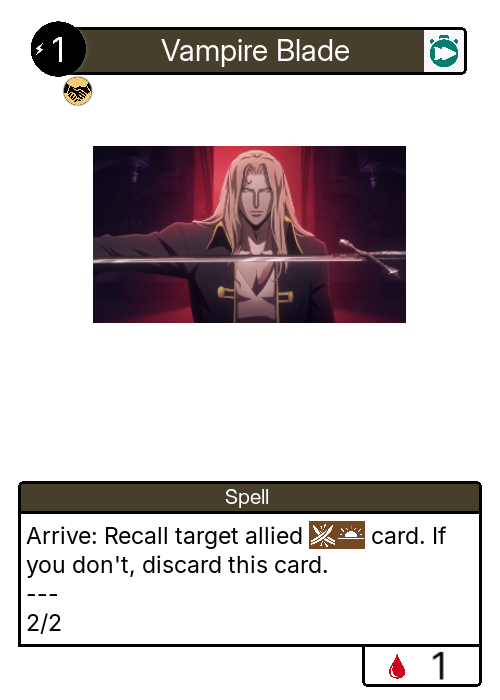 1
Vampire Blade
Spell
Arrive: Recall target allied card. If
you don't, discard this card.
---
2/2
1